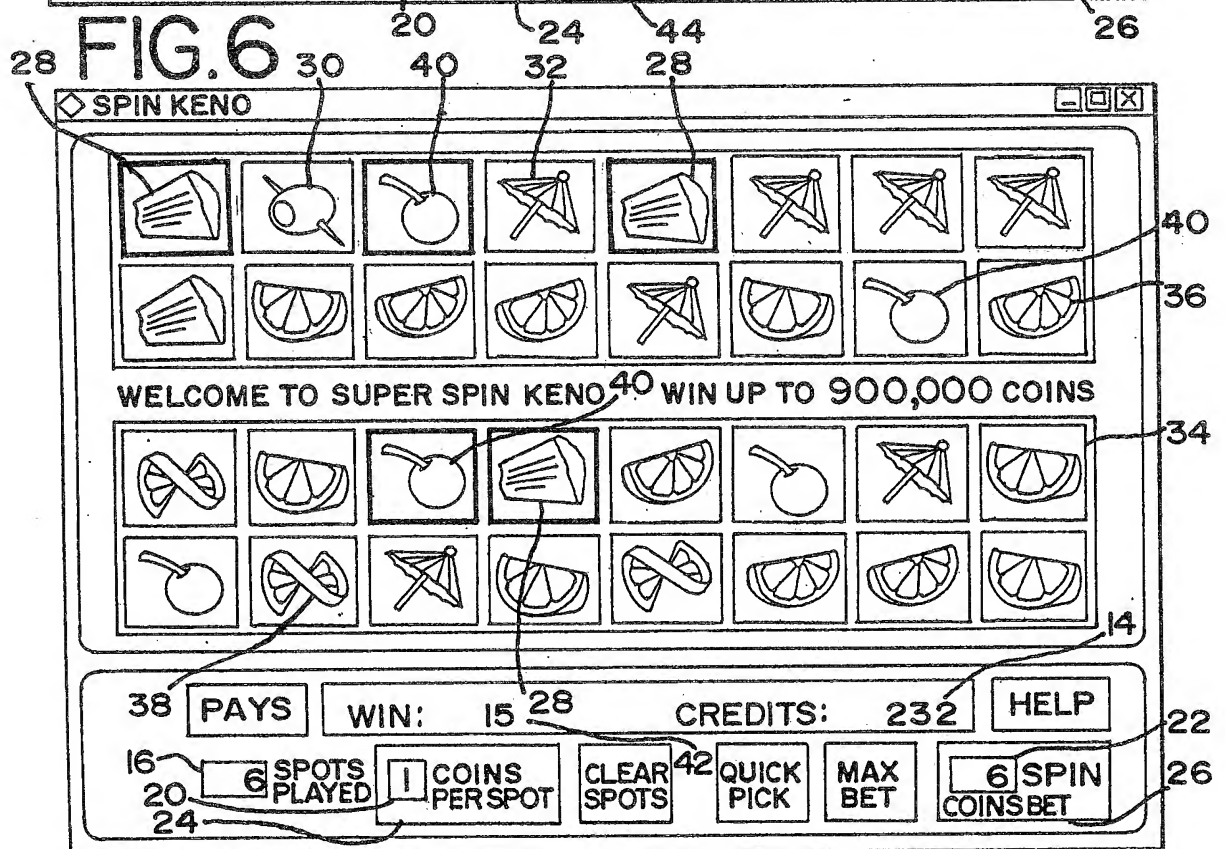 20 24 44 26
FIG.6
28 30 40 32 28
SPIN KENO
40
36
WELCOME TO SUPER SPIN KENO 40 WIN UP TO 900,000 COINS
34
14
38 PAYS WIN: 15 28 CREDITS: 232 HELP
22
16 6 SPOTS PLAYED 1 COINS PER SPOT CLEAR SPOTS 42 QUICK PICK MAX BET 6 SPIN COINS BET
20
26
24